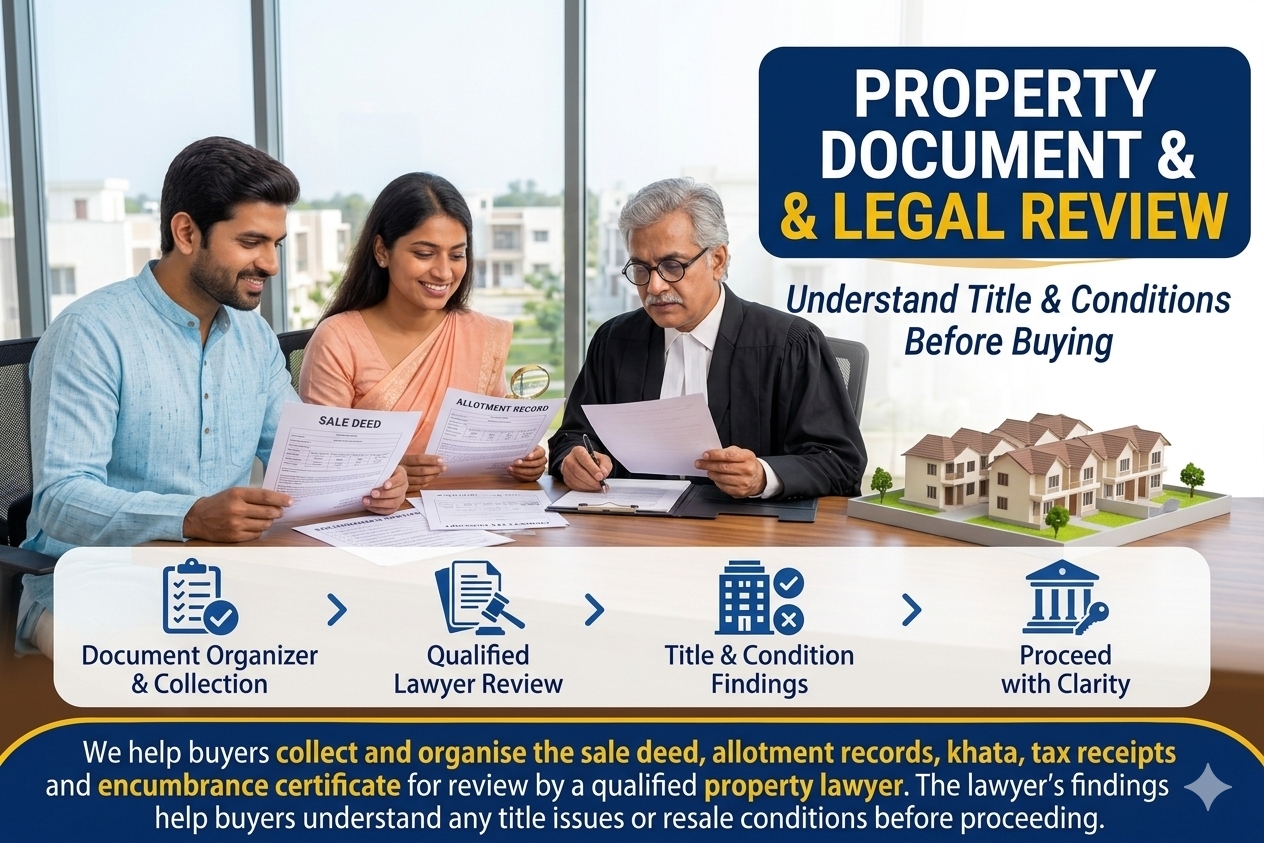 PROPERTY
DOCUMENT &
& LEGAL REVIEW
Understand Title & Conditions
Before Buying
SALE DEED
ALLOTMENT RECORD
Document Organizer
& Collection
Qualified
Lawyer Review
Title & Condition
Findings
Proceed
with Clarity
We help buyers collect and organise the sale deed, allotment records, khata, tax receipts
and encumbrance certificate for review by a qualified property lawyer. The lawyer’s findings
help buyers understand any title issues or resale conditions before proceeding.